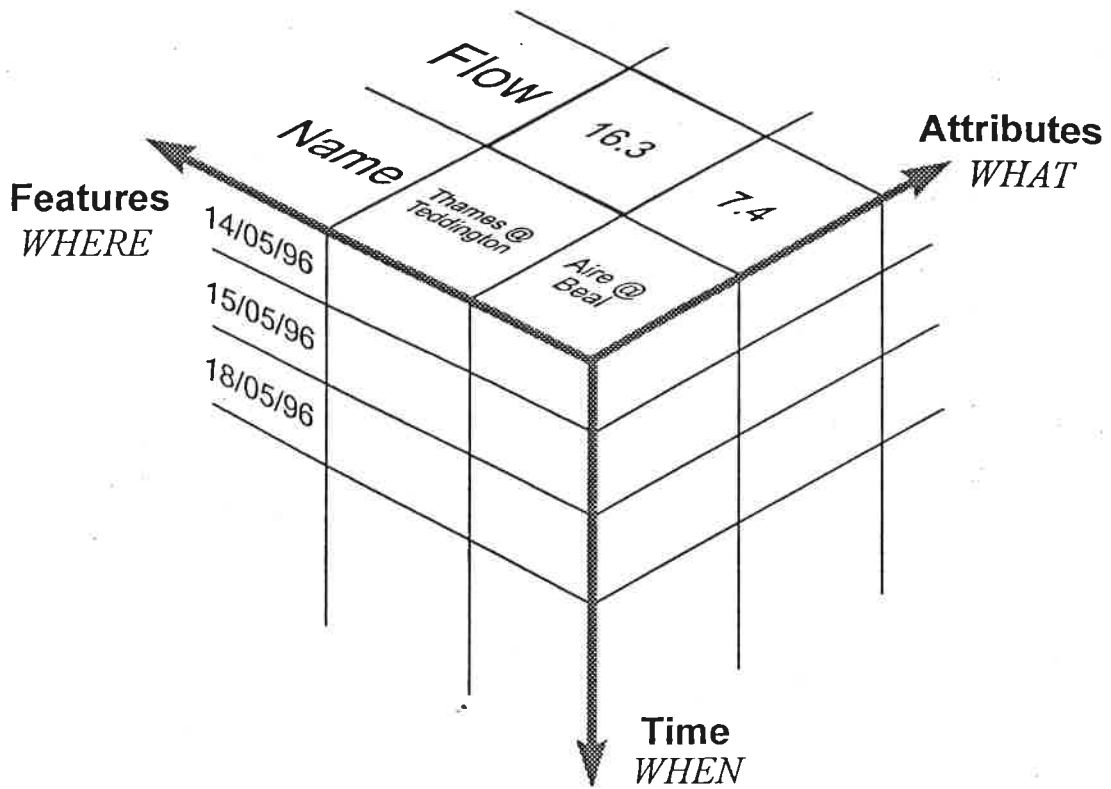 Flow
16.3
Attributes
WHAT
Name
7.4
Features
WHERE
Thames @
Teddington
Aire @
Beal
14/05/96
15/05/96
18/05/96
Time
WHEN